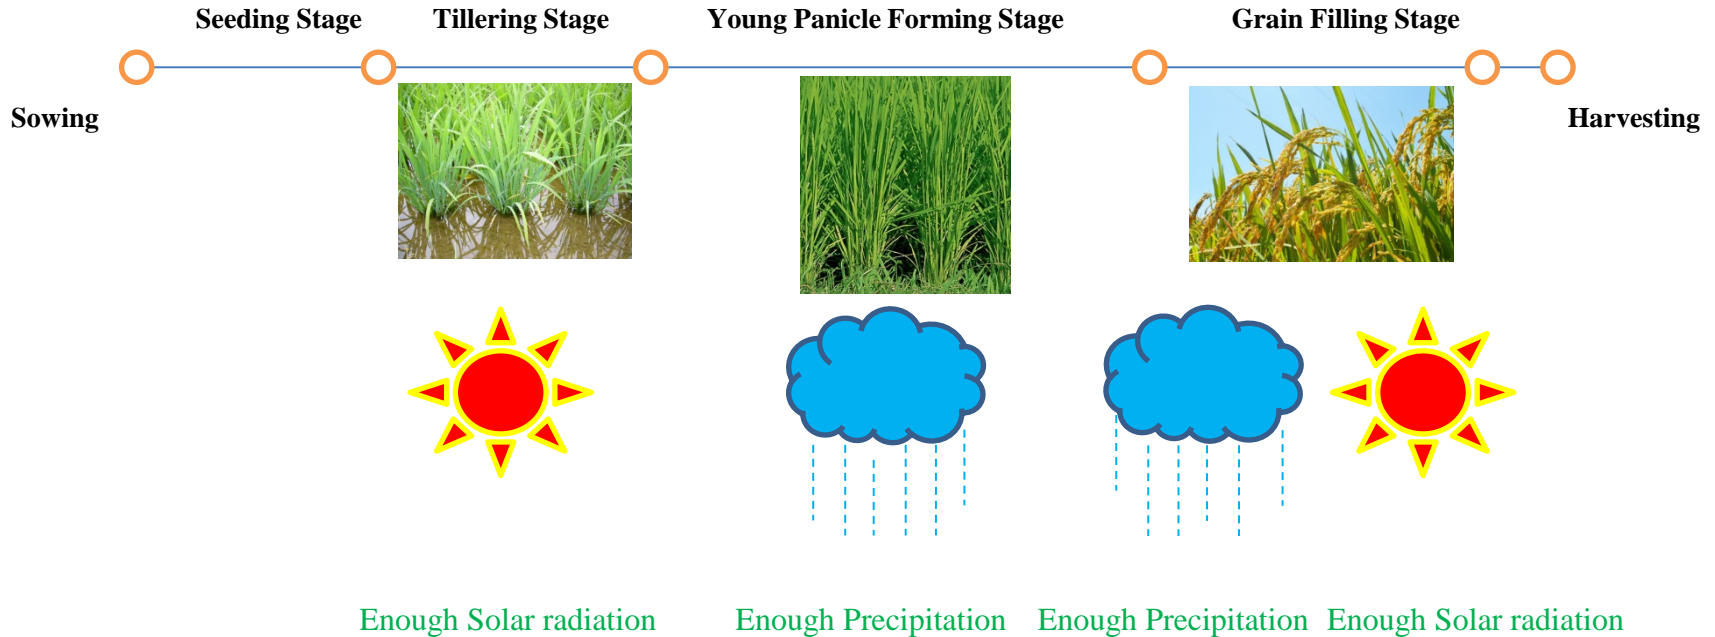 Seeding Stage
Tillering Stage
Young Panicle Forming Stage
Grain Filling Stage
Sowing
Harvesting
Enough Solar radiation
Enough Precipitation
Enough Precipitation
Enough Solar radiation